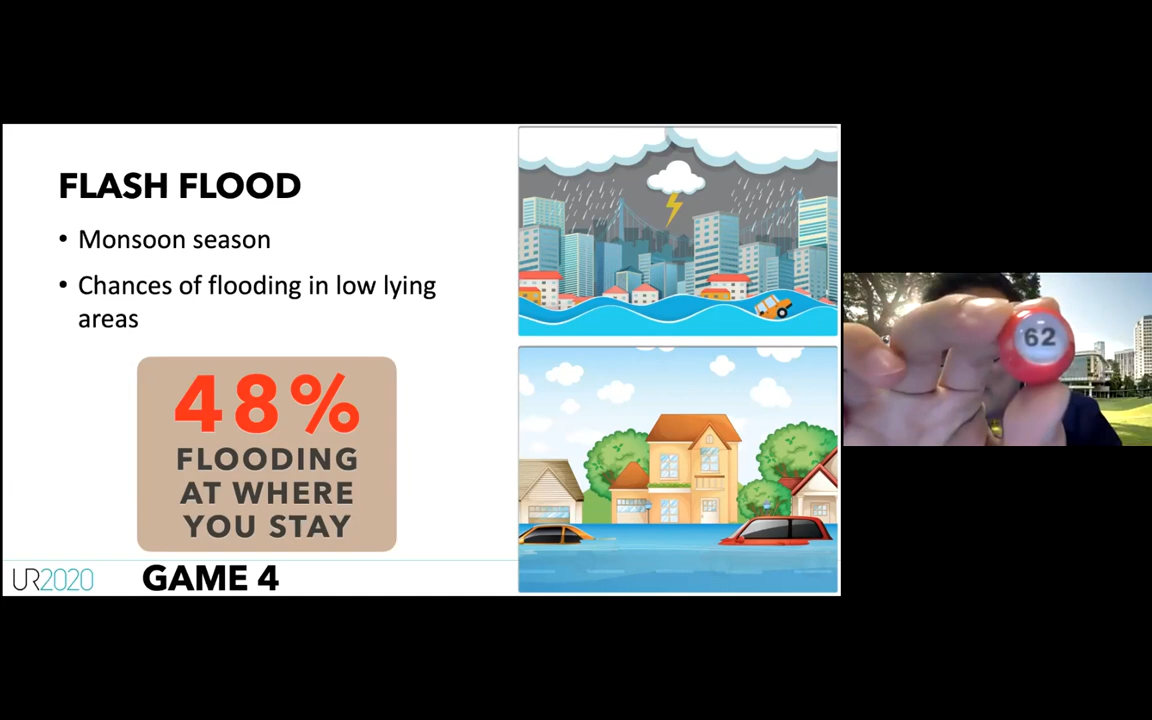 FLASH FLOOD
• Monsoon season
• Chances of flooding in low lying
areas
48%
FLOODING
AT WHERE
YOU STAY
UR2020
GAME 4
62